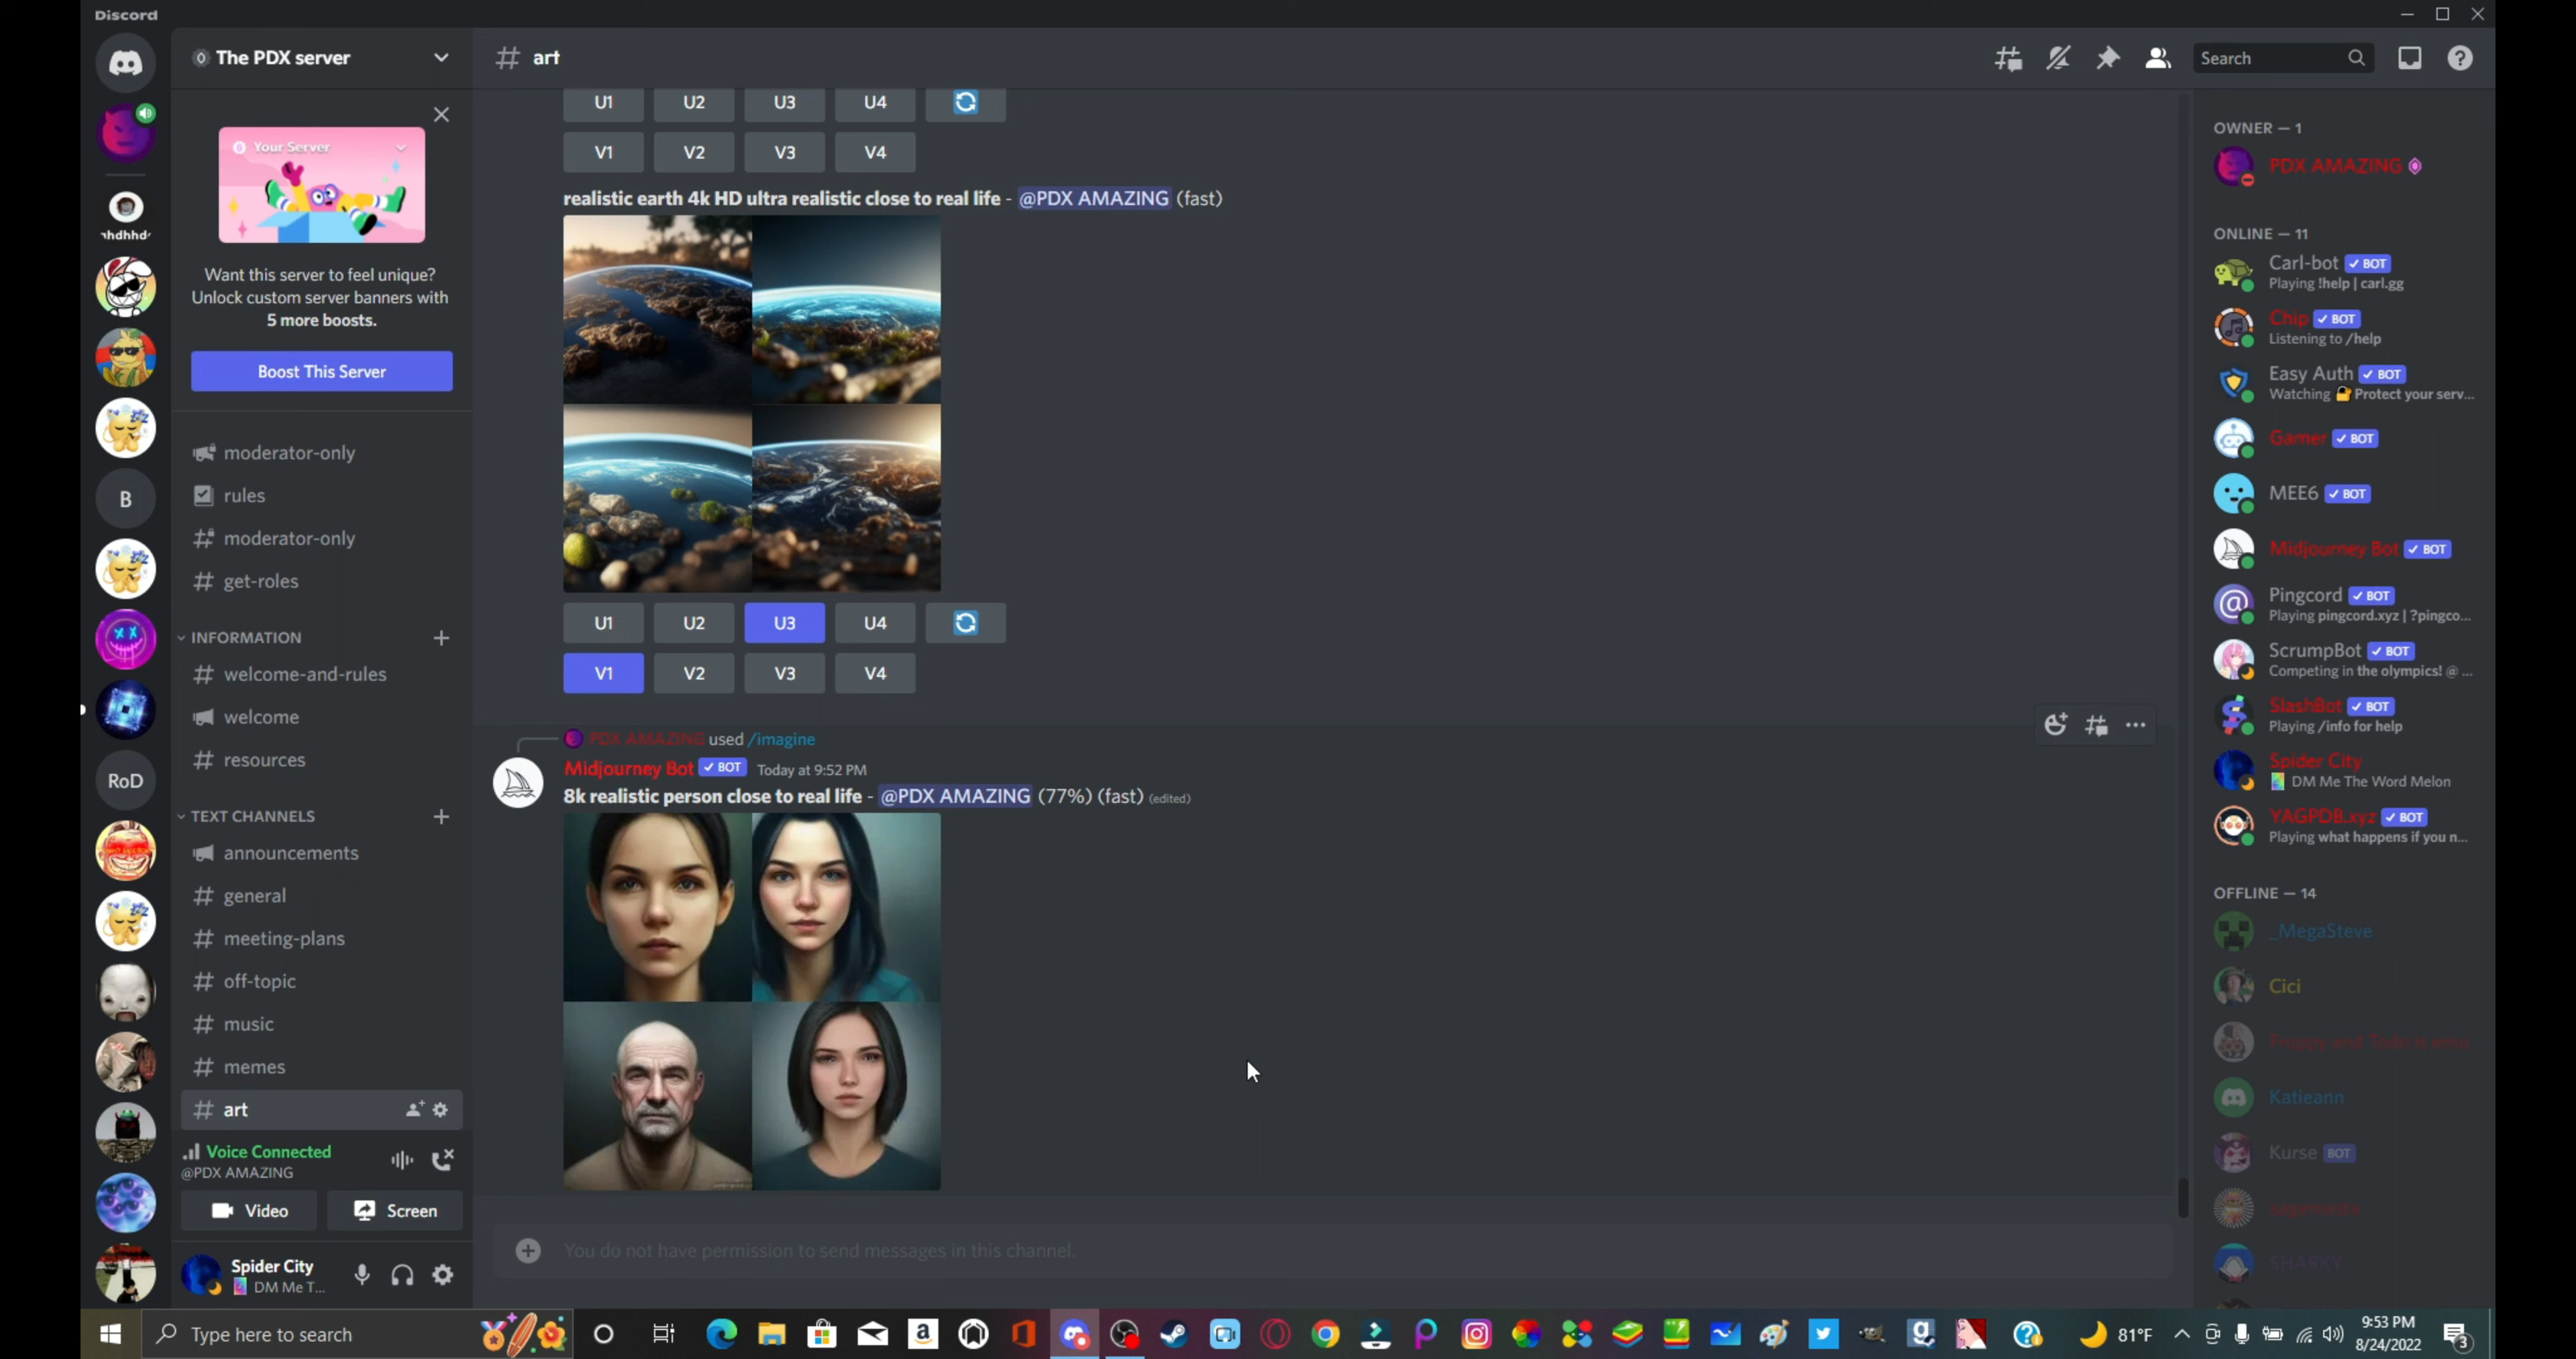 Discord
The PDX server
Your Server
Want this server to feel unique?
Unlock custom server banners with
5 more boosts.
Boost This Server
moderator-only
rules
moderator-only
get-roles
INFORMATION
welcome-and-rules
welcome
resources
TEXT CHANNELS
announcements
general
meeting-plans
off-topic
music
memes
art
Voice Connected
@PDX AMAZING
Video Screen
Spider City
DM Me T...
B
RoD
# art
Search
U1 U2 U3 U4
V1 V2 V3 V4
realistic earth 4k HD ultra realistic close to real life - @PDX AMAZING (fast)
U1 U2 U3 U4
V1 V2 V3 V4
PDX AMAZING used /imagine
Midjourney Bot BOT Today at 9:52 PM
8k realistic person close to real life - @PDX AMAZING (77%) (fast) (edited)
You do not have permission to send messages in this channel.
OWNER — 1
PDX AMAZING
ONLINE — 11
Carl-bot BOT
Playing !help | carl.gg
Chip BOT
Listening to /help
Easy Auth BOT
Watching Protect your serv...
Gamer BOT
MEE6 BOT
Midjourney Bot BOT
Pingcord BOT
Playing pingcord.xyz | ?pingco...
ScrumpBot BOT
Competing in the olympics! @ ...
SlashBot BOT
Playing /info for help
Spider City
DM Me The Word Melon
YAGPDB.xyz BOT
Playing what happens if you n...
OFFLINE — 14
_MegaSteve
Cici
Katieann
Kurse BOT
SHARKY
Type here to search
81°F
9:53 PM
8/24/2022
3